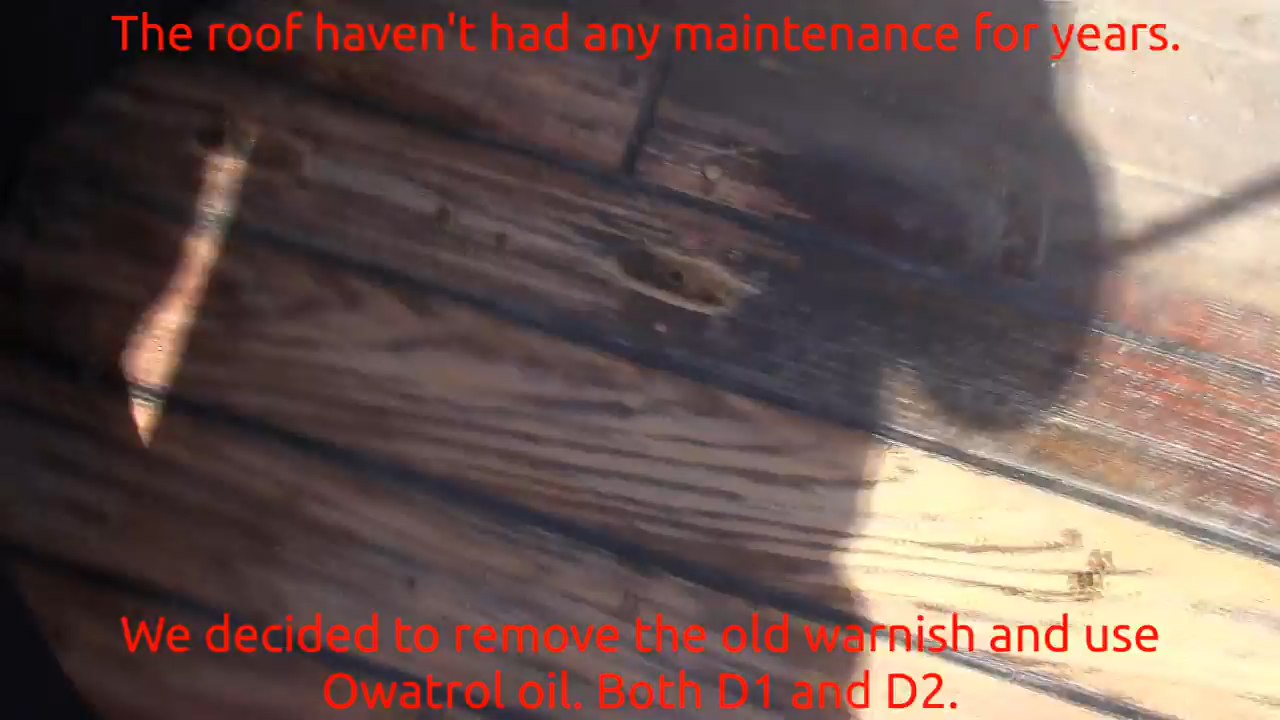 The roof haven't had any maintenance for years.
We decided to remove the old warnish and use
Owatrol oil. Both D1 and D2.